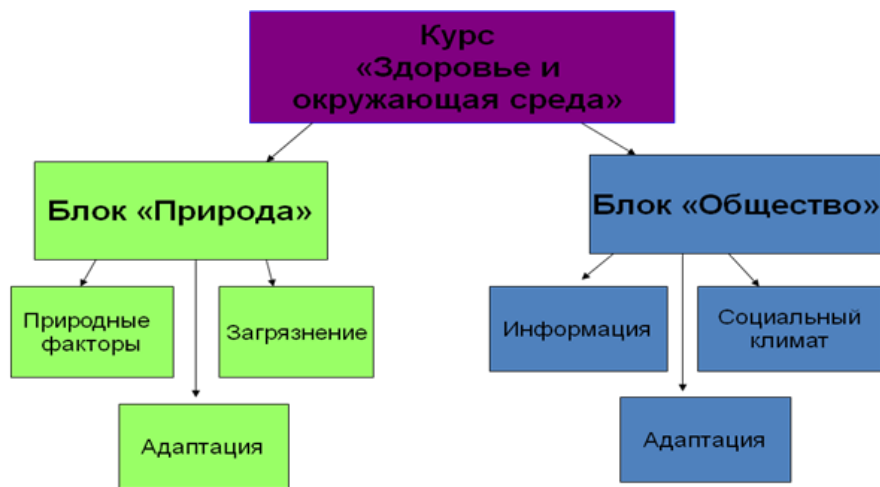 Курс
«Здоровье и
окружающая среда»
Блок «Природа»
Блок «Общество»
Природные
факторы
Загрязнение
Информация
Социальный
климат
Адаптация
Адаптация